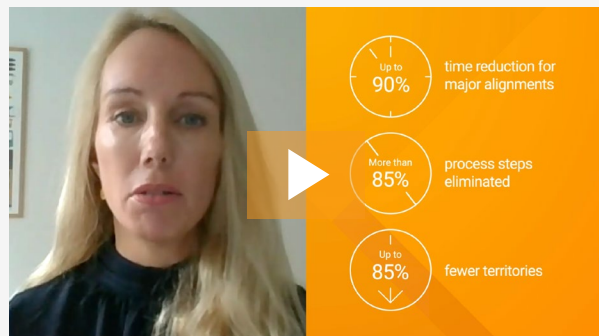 Up to
90%
time reduction for
major alignments
More than
85%
process steps
eliminated
Up to
85%
fewer territories